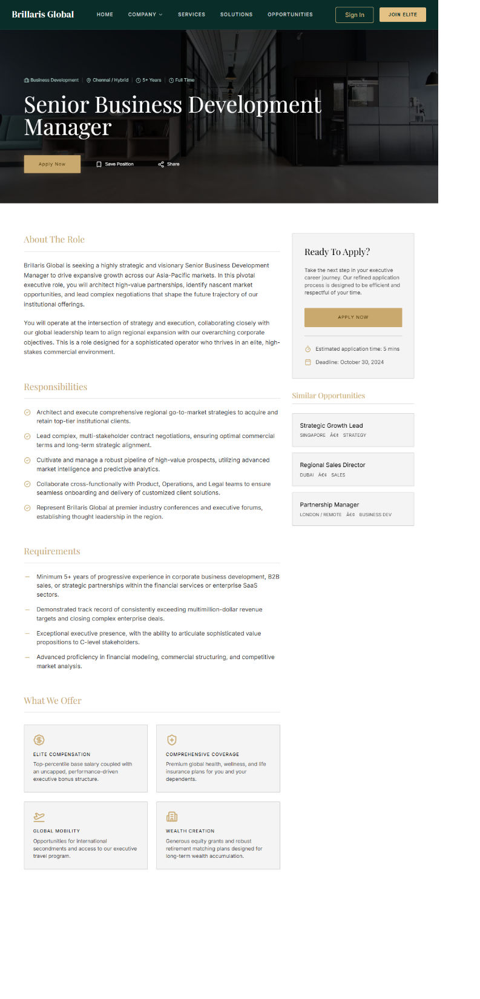 Brillaris Global
HOME
COMPANY
SERVICES
SOLUTIONS
OPPORTUNITIES
Sign In
JOIN ELITE
Business Development
Chennai / Hybrid
5+ Years
Full Time
Senior Business Development
Manager
Apply Now
Save Position
Share
About The Role
Brillaris Global is seeking a highly strategic and visionary Senior Business Development
Manager to drive expansive growth across our Asia-Pacific markets. In this pivotal
executive role, you will architect high-value partnerships, identify nascent market
opportunities, and lead complex negotiations that shape the future trajectory of our
institutional offerings.
You will operate at the intersection of strategy and execution, collaborating closely with
our global leadership team to align regional expansion with our overarching corporate
objectives. This is a role designed for a sophisticated operator who thrives in an elite, high-
stakes commercial environment.
Responsibilities
Architect and execute comprehensive regional go-to-market strategies to acquire and
retain top-tier institutional clients.
Lead complex, multi-stakeholder contract negotiations, ensuring optimal commercial
terms and long-term strategic alignment.
Cultivate and manage a robust pipeline of high-value prospects, utilizing advanced
market intelligence and predictive analytics.
Collaborate cross-functionally with Product, Operations, and Legal teams to ensure
seamless onboarding and delivery of customized client solutions.
Represent Brillaris Global at premier industry conferences and executive forums,
establishing thought leadership in the region.
Requirements
— Minimum 5+ years of progressive experience in corporate business development, B2B
sales, or strategic partnerships within the financial services or enterprise SaaS
sectors.
— Demonstrated track record of consistently exceeding multimillion-dollar revenue
targets and closing complex enterprise deals.
— Exceptional executive presence, with the ability to articulate sophisticated value
propositions to C-level stakeholders.
— Advanced proficiency in financial modeling, commercial structuring, and competitive
market analysis.
What We Offer
ELITE COMPENSATION
Top-percentile base salary coupled with
an uncapped, performance-driven
executive bonus structure.
COMPREHENSIVE COVERAGE
Premium global health, wellness, and life
insurance plans for you and your
dependents.
GLOBAL MOBILITY
Opportunities for international
secondments and access to our executive
travel program.
WEALTH CREATION
Generous equity grants and robust
retirement matching plans designed for
long-term wealth accumulation.
Ready To Apply?
Take the next step in your executive
career journey. Our refined application
process is designed to be efficient and
respectful of your time.
APPLY NOW
Estimated application time: 5 mins
Deadline: October 30, 2024
Similar Opportunities
Strategic Growth Lead
SINGAPORE Ã€¢ STRATEGY
Regional Sales Director
DUBAI Ã€¢ SALES
Partnership Manager
LONDON / REMOTE Ã€¢ BUSINESS DEV